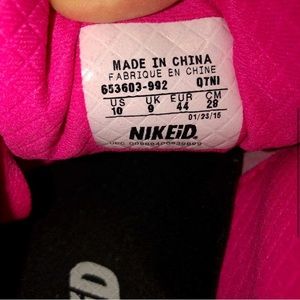 MADE IN CHINA
FABRIQUE EN CHINE
653603-992 QTNI
US UK EUR CM
10 9 44 28
01/23/15
NIKEiD.
iD